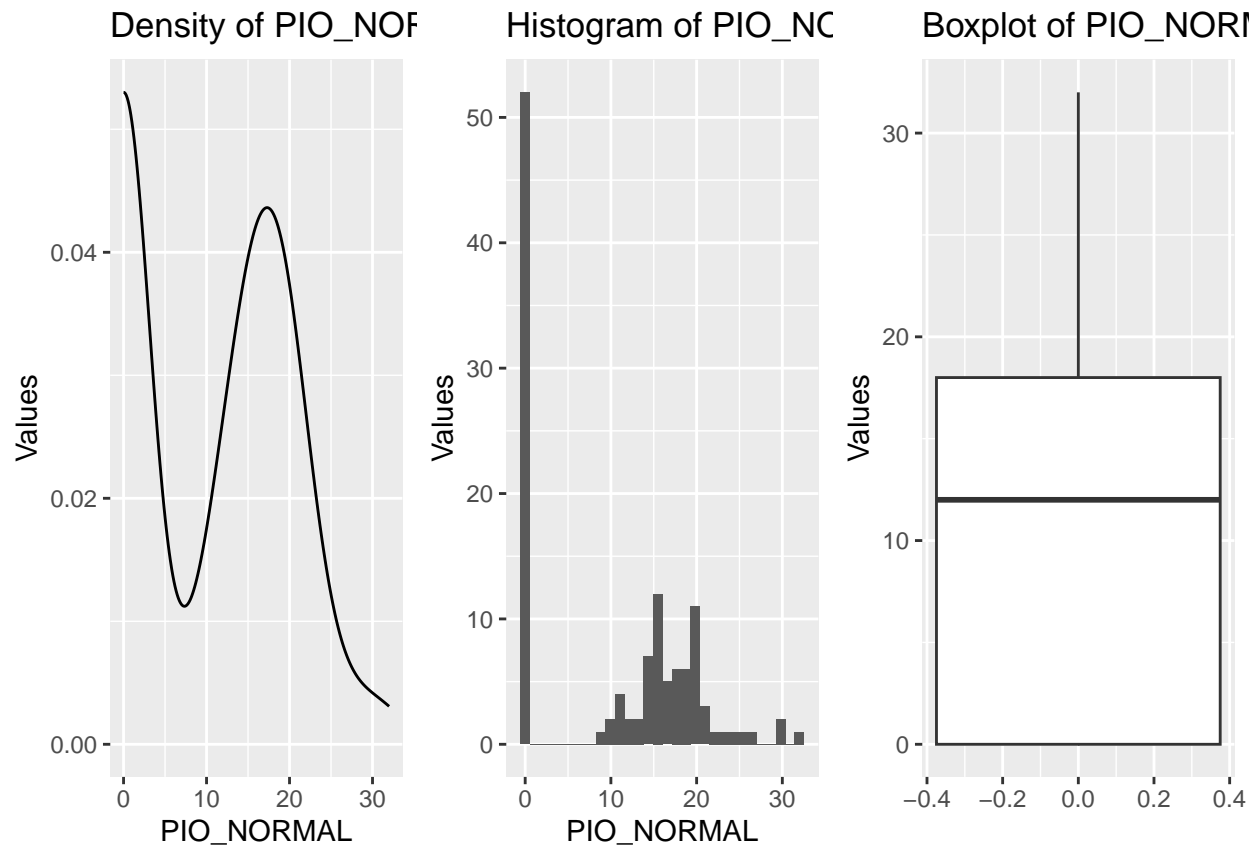 Density of PIO_NOR
0.04
0.02
0.00
0 10 20 30
Values
PIO_NORMAL
Histogram of PIO_NO
50
40
30
20
10
0
0 10 20 30
Values
PIO_NORMAL
Boxplot of PIO_NORM
30
20
10
0
−0.4 −0.2 0.0 0.2 0.4
Values